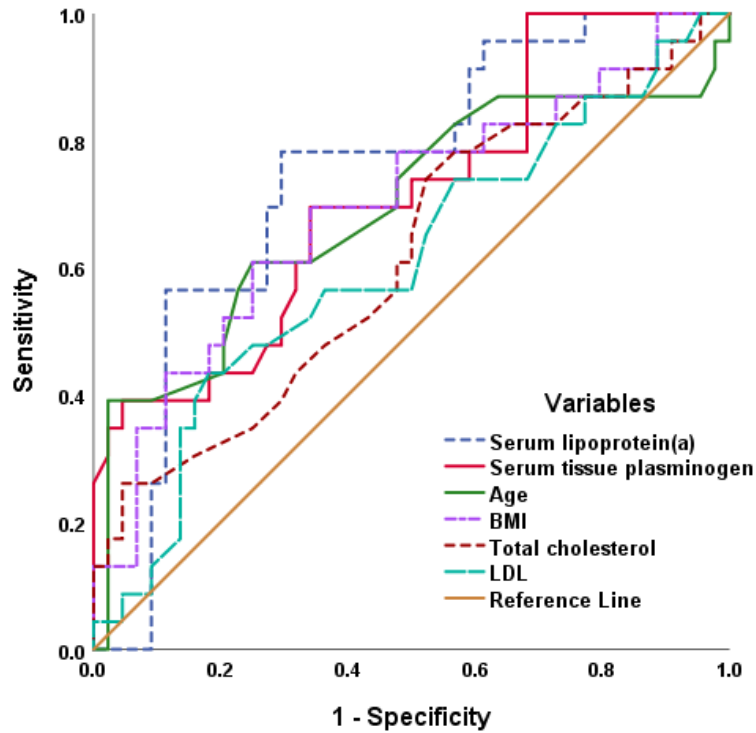 1.0
0.8
0.6
0.4
0.2
0.0
Sensitivity
Variables
Serum lipoprotein(a)
Serum tissue plasminogen
Age
BMI
Total cholesterol
LDL
Reference Line
0.0 0.2 0.4 0.6 0.8 1.0
1 - Specificity